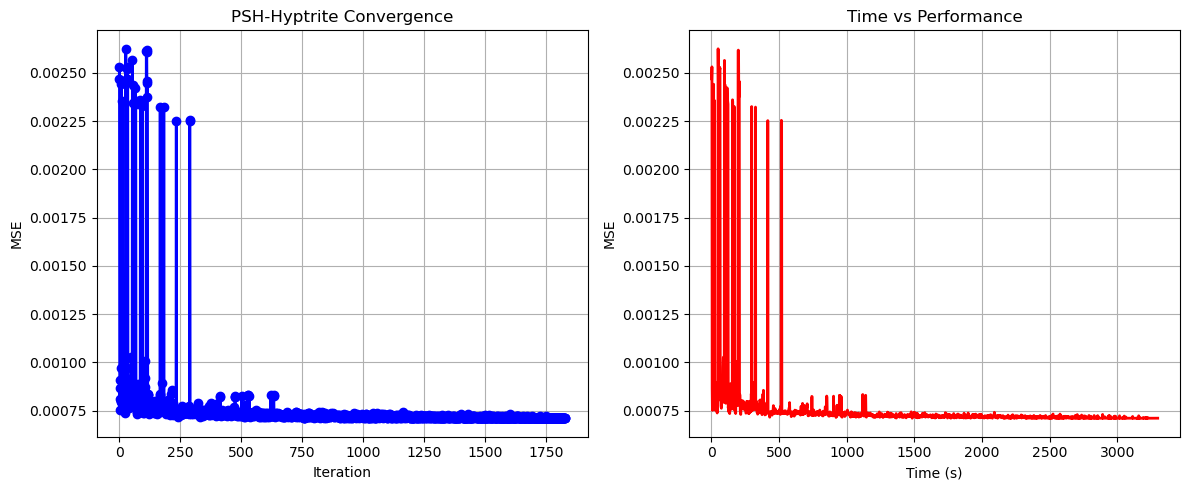 PSH-Hyptrite Convergence
MSE
0.00250
0.00225
0.00200
0.00175
0.00150
0.00125
0.00100
0.00075
0 250 500 750 1000 1250 1500 1750
Iteration
Time vs Performance
MSE
0.00250
0.00225
0.00200
0.00175
0.00150
0.00125
0.00100
0.00075
0 500 1000 1500 2000 2500 3000
Time (s)